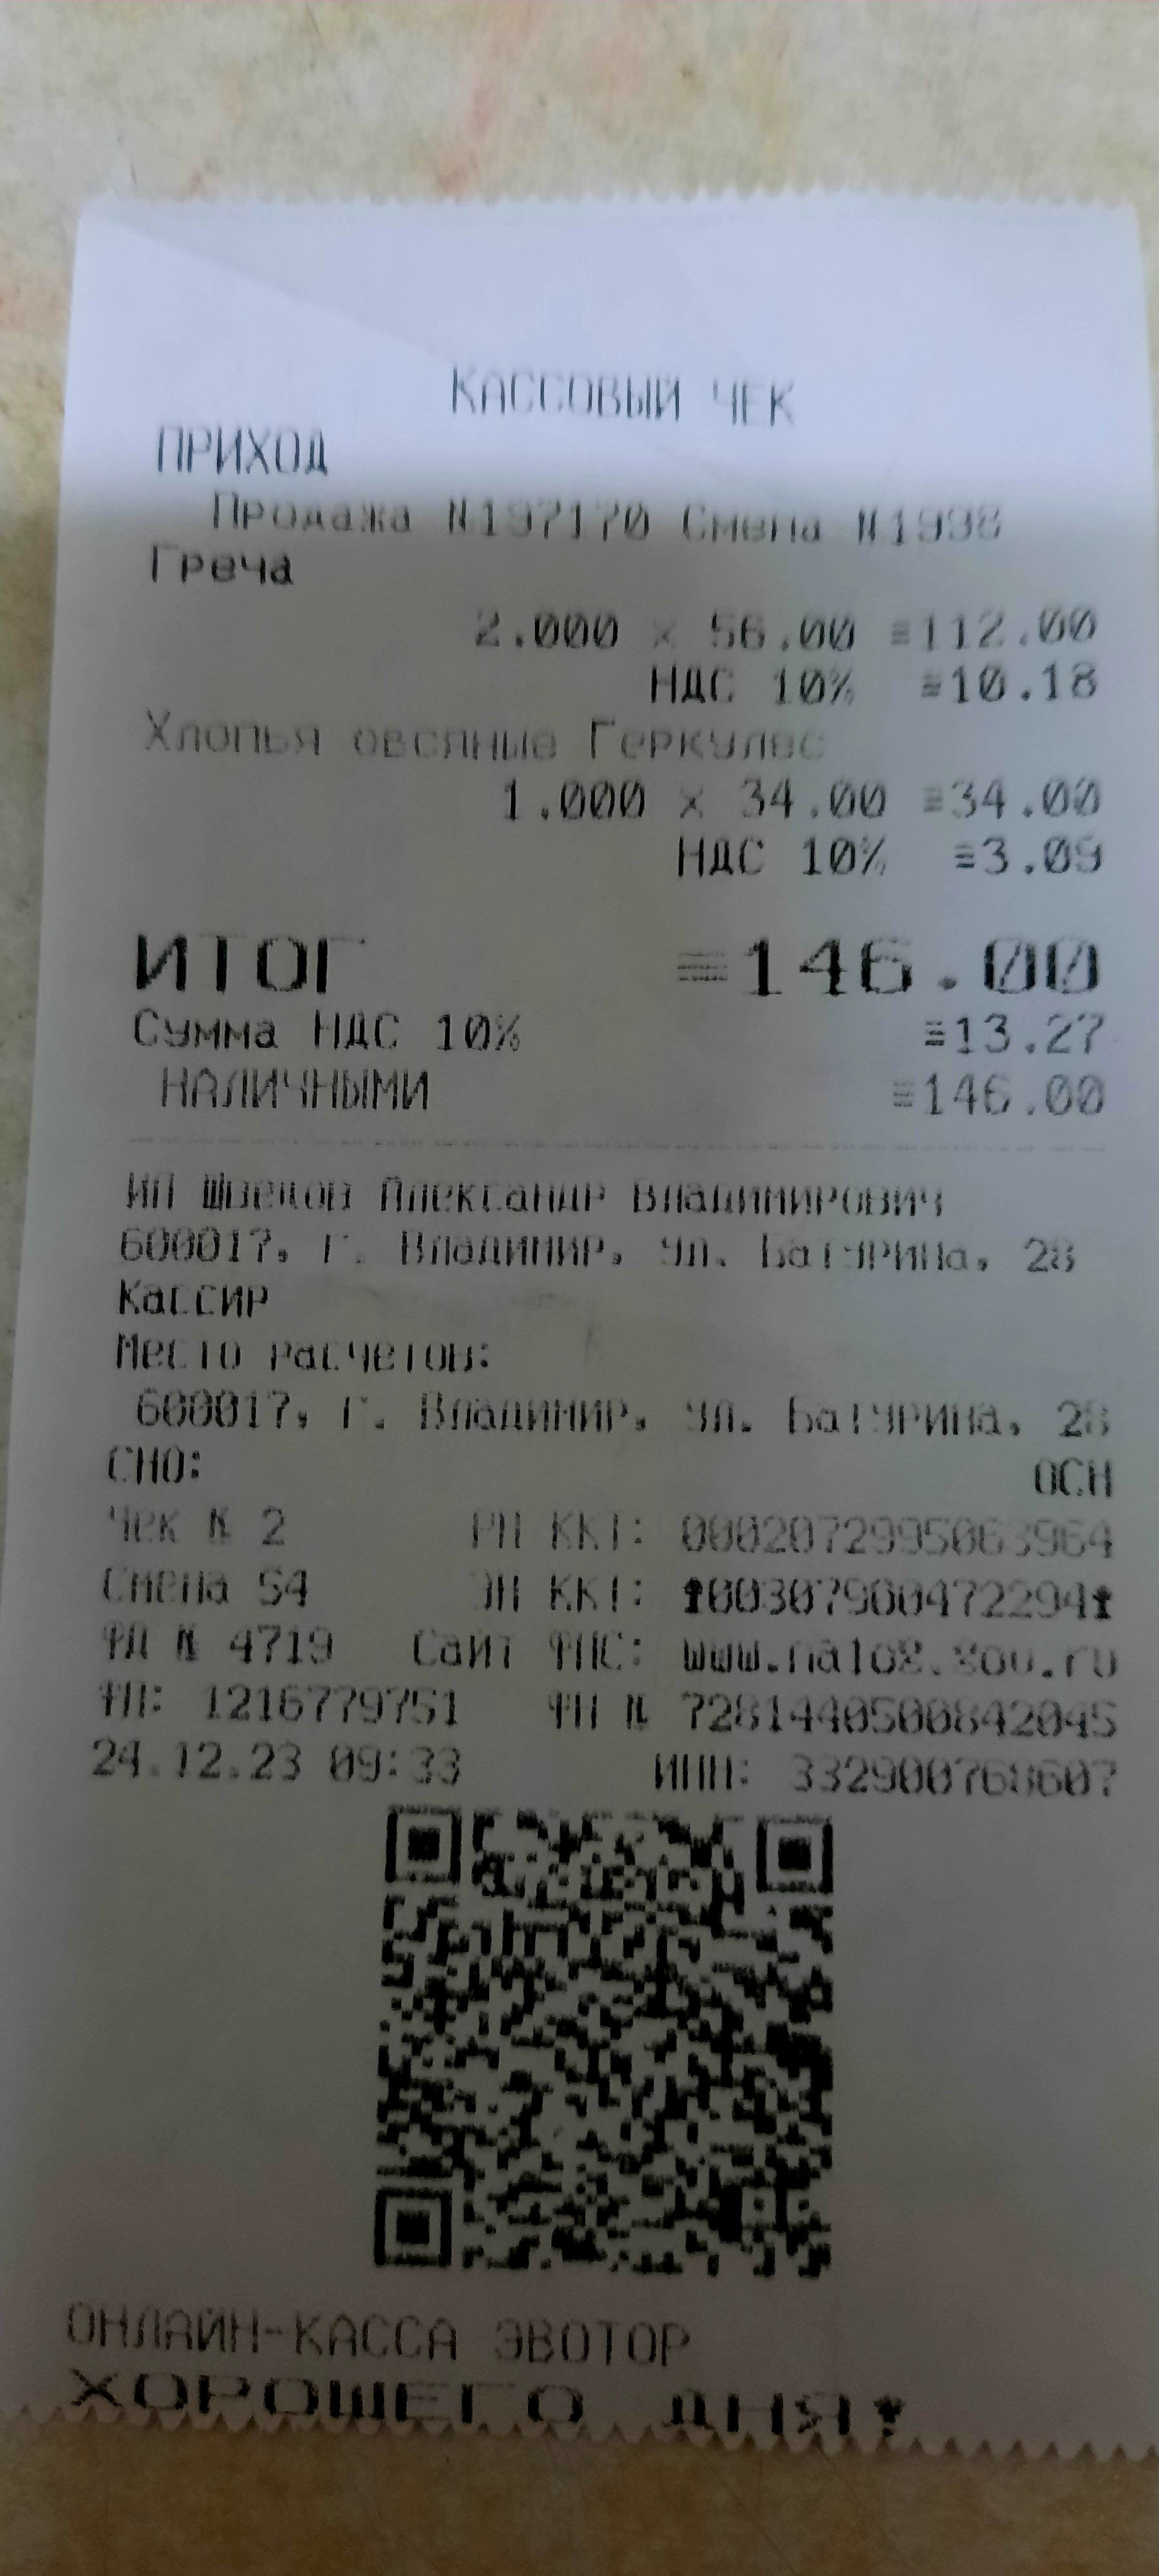 КАССОВЫЙ ЧЕК
ПРИХОД
Продажа N197170 Смена N1998
Греча
2.000 x 56.00 ≡112.00
НДС 10% ≡10.18
Хлопья овсяные Геркулес
1.000 x 34.00 ≡34.00
НДС 10% ≡3.09
ИТОГ ≡146.00
Сумма НДС 10% ≡13.27
НАЛИЧНЫМИ ≡146.00
ИП Александр Владимирович
600017, г. Владимир, ул. Батурина, 28
Кассир
Место расчетов:
600017, г. Владимир, ул. Батурина, 28
СНО: ОСН
Чек № 2 РН ККТ: 0002072995063964
Смена 54 ЗН ККТ: 00307900472294
ФД № 4719 Сайт ФНС: www.nalog.gov.ru
ФП: 1216779751 ФН № 7281440500842045
24.12.23 09:33 ИНН: 332900768607
ОНЛАЙН-КАССА ЭВОТОР
ХОРОШЕГО ДНЯ!